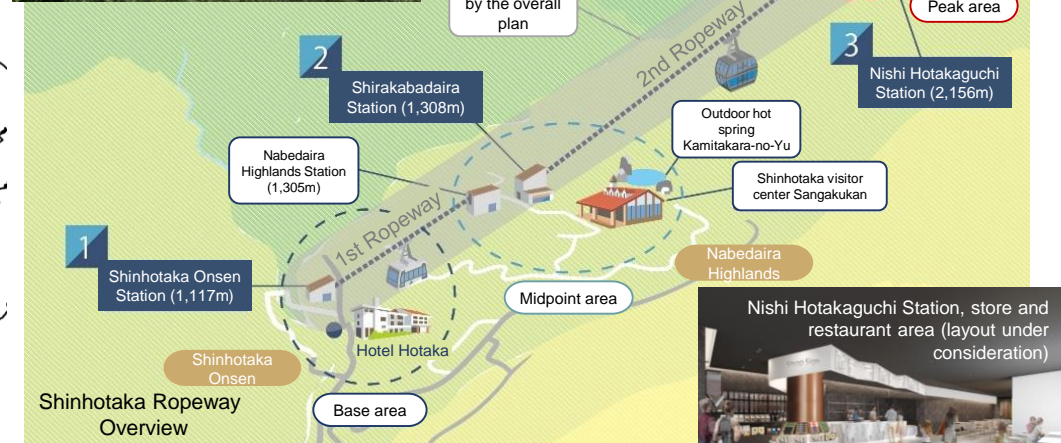 by the overall
plan
Peak area
2
Shirakabadaira
Station (1,308m)
2nd Ropeway
3
Nishi Hotakaguchi
Station (2,156m)
Outdoor hot
spring
Kamitakara-no-Yu
Nabedaira
Highlands Station
(1,305m)
Shinhotaka visitor
center Sangakukan
1st Ropeway
1
Shinhotaka Onsen
Station (1,117m)
Nabedaira
Highlands
Midpoint area
Nishi Hotakaguchi Station, store and
restaurant area (layout under
consideration)
Hotel Hotaka
Shinhotaka
Onsen
Shinhotaka Ropeway
Overview
Base area